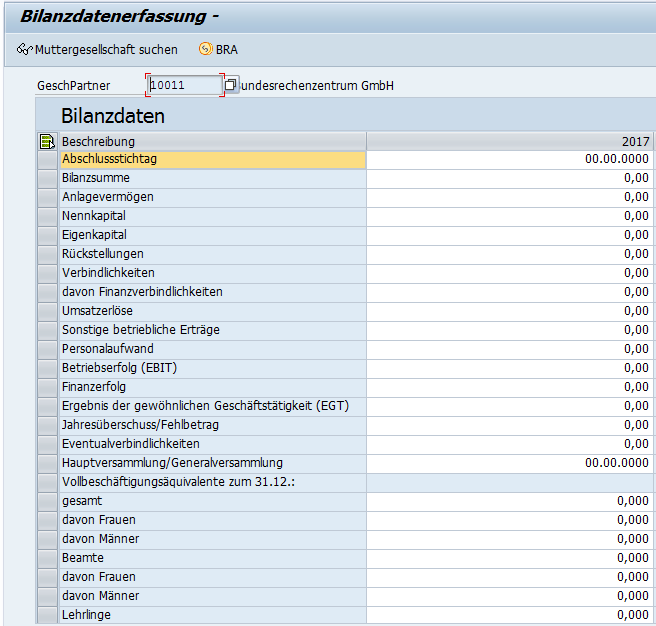 Bilanzdatenerfassung -
Muttergesellschaft suchen BRA
GeschPartner 10011 undesrechenzentrum GmbH
Bilanzdaten
Beschreibung 2017
Abschlussstichtag 00.00.0000
Bilanzsumme 0,00
Anlagevermögen 0,00
Nennkapital 0,00
Eigenkapital 0,00
Rückstellungen 0,00
Verbindlichkeiten 0,00
davon Finanzverbindlichkeiten 0,00
Umsatzerlöse 0,00
Sonstige betriebliche Erträge 0,00
Personalaufwand 0,00
Betriebserfolg (EBIT) 0,00
Finanzerfolg 0,00
Ergebnis der gewöhnlichen Geschäftstätigkeit (EGT) 0,00
Jahresüberschuss/Fehlbetrag 0,00
Eventualverbindlichkeiten 0,00
Hauptversammlung/Generalversammlung 00.00.0000
Vollbeschäftigungsäquivalente zum 31.12.:
gesamt 0,000
davon Frauen 0,000
davon Männer 0,000
Beamte 0,000
davon Frauen 0,000
davon Männer 0,000
Lehrlinge 0,000